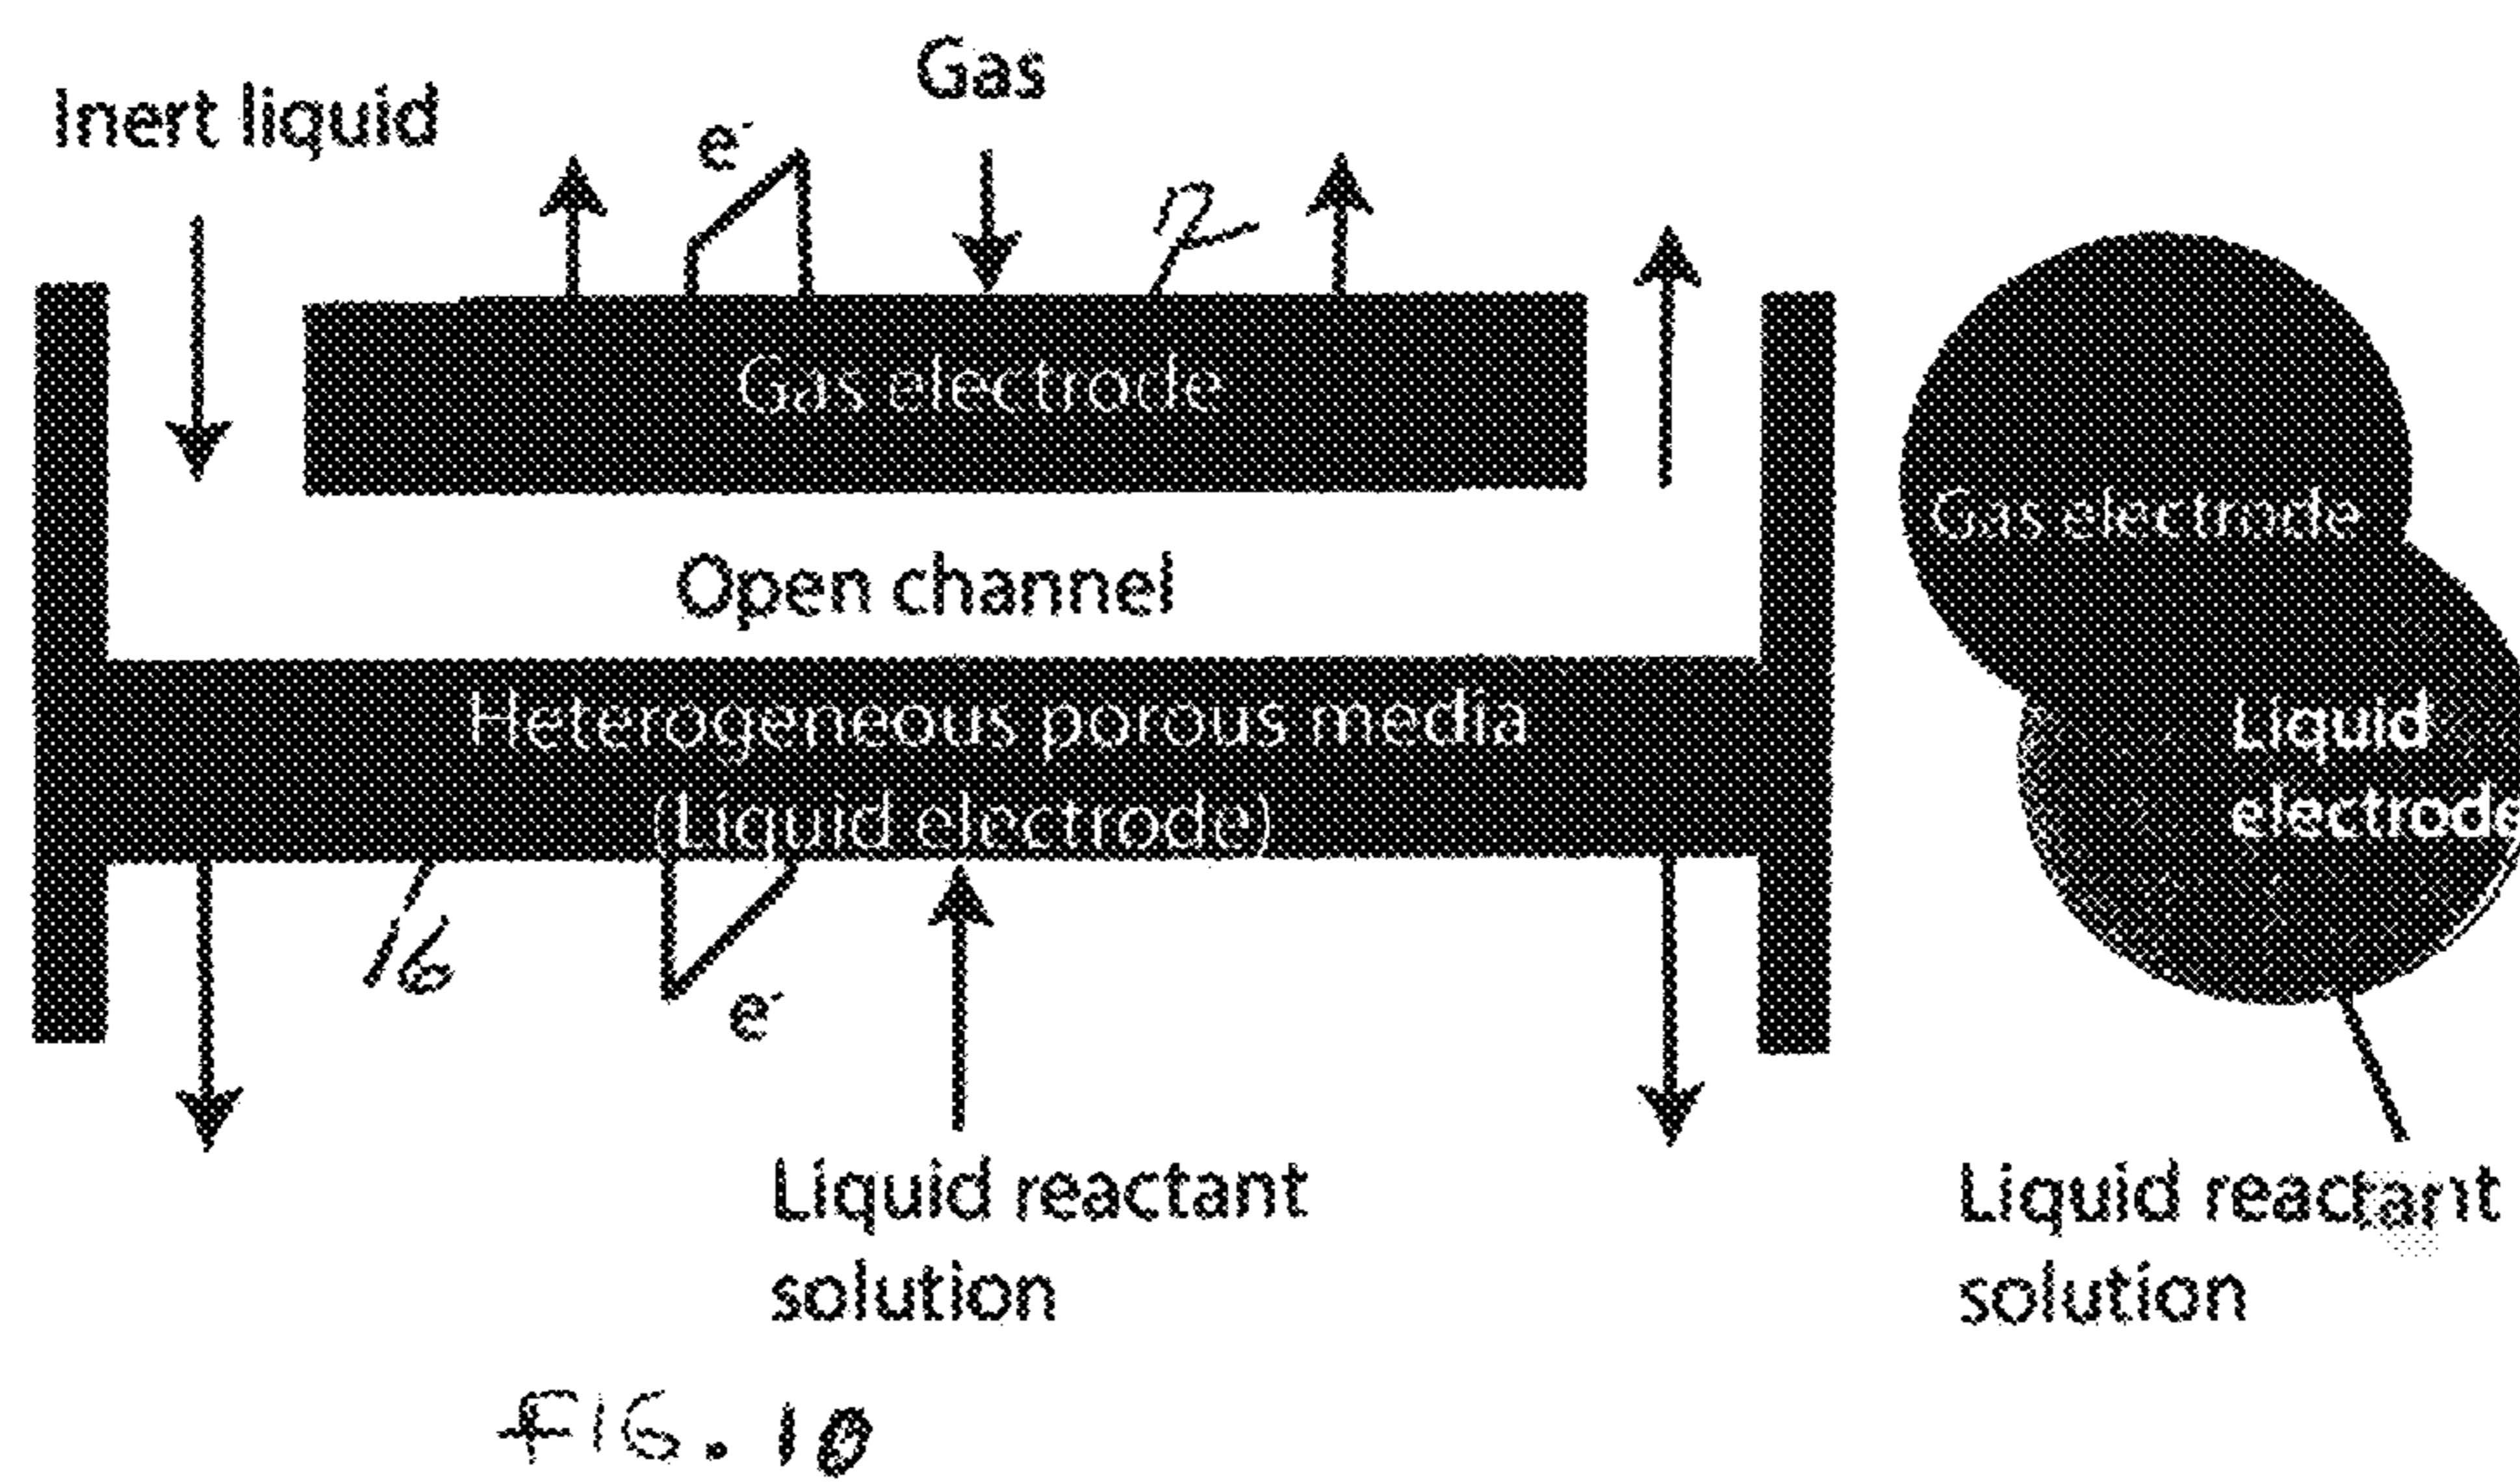 Inert liquid
Gas
e-
Gas electrode
Open channel
Heterogeneous porous media
(Liquid electrode)
16
e-
Liquid reactant
solution
Gas electrode
Liquid
electrode
Liquid reactant
solution
FIG. 10